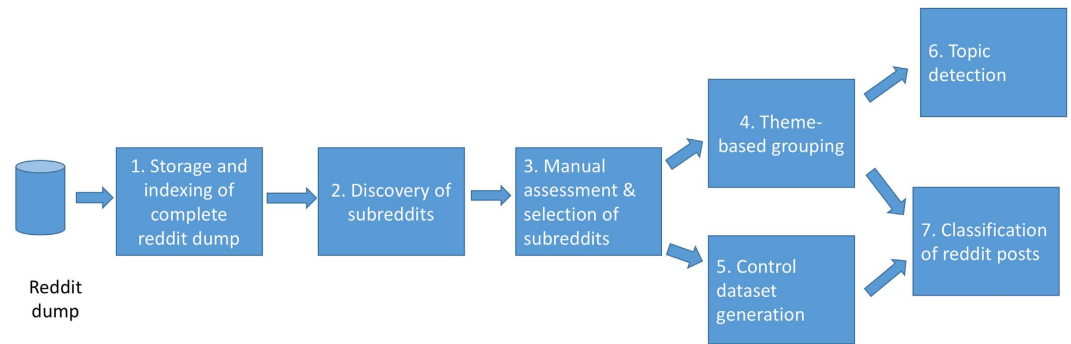 Reddit
dump
1. Storage and
indexing of
complete
reddit dump
2. Discovery of
subreddits
3. Manual
assessment &
selection of
subreddits
4. Theme-
based grouping
5. Control
dataset
generation
6. Topic
detection
7. Classification
of reddit posts